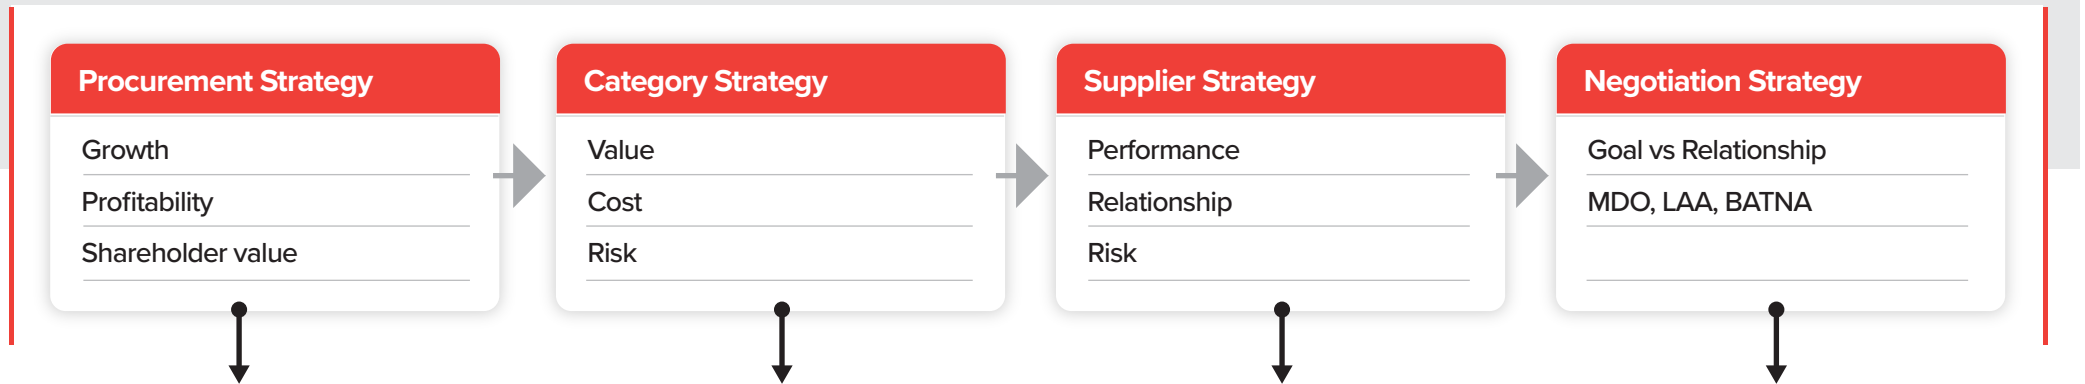 Procurement Strategy
Growth
Profitability
Shareholder value
Category Strategy
Value
Cost
Risk
Supplier Strategy
Performance
Relationship
Risk
Negotiation Strategy
Goal vs Relationship
MDO, LAA, BATNA